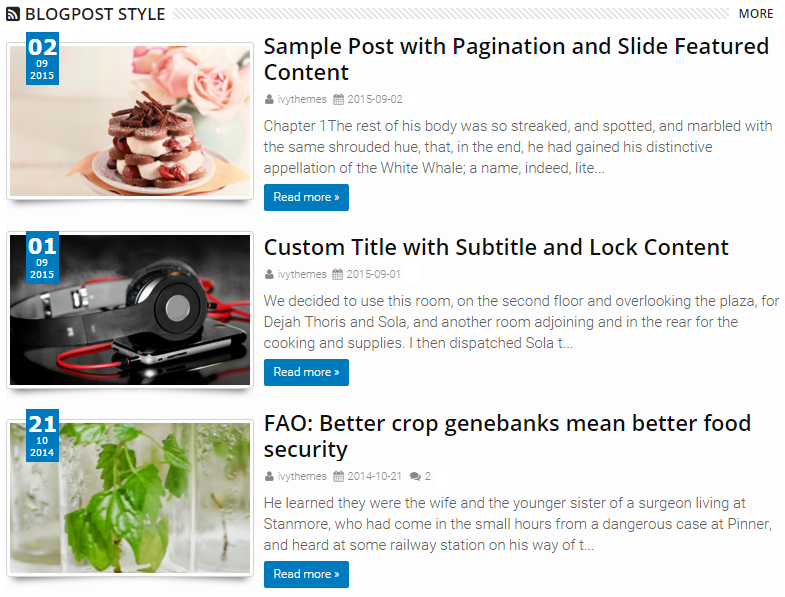 BLOGPOST STYLE
MORE
02
09
2015
Sample Post with Pagination and Slide Featured
Content
ivythemes 2015-09-02
Chapter 1The rest of his body was so streaked, and spotted, and marbled with
the same shrouded hue, that, in the end, he had gained his distinctive
appellation of the White Whale; a name, indeed, lite...
Read more »
01
09
2015
Custom Title with Subtitle and Lock Content
ivythemes 2015-09-01
We decided to use this room, on the second floor and overlooking the plaza, for
Dejah Thoris and Sola, and another room adjoining and in the rear for the
cooking and supplies. I then dispatched Sola t...
Read more »
21
10
2014
FAO: Better crop genebanks mean better food
security
ivythemes 2014-10-21 2
He learned they were the wife and the younger sister of a surgeon living at
Stanmore, who had come in the small hours from a dangerous case at Pinner,
and heard at some railway station on his way of t...
Read more »